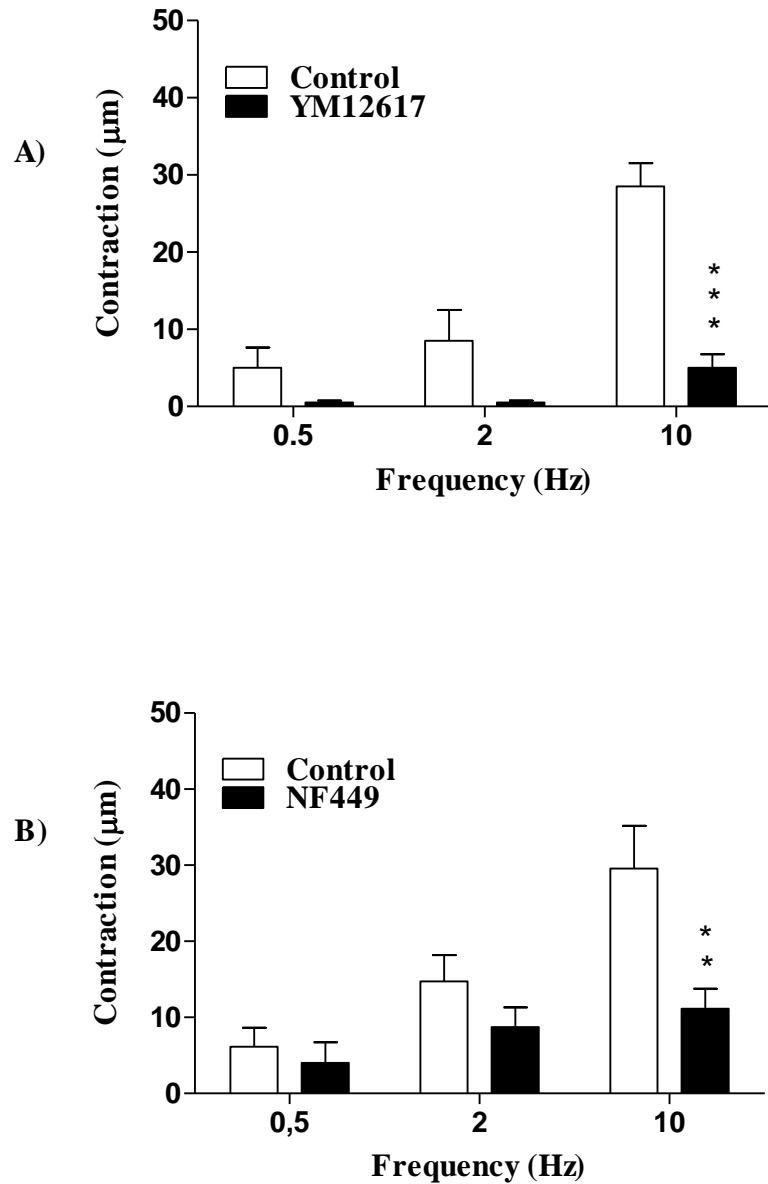 50
Control
YM12617
40
A)
30
Contraction (μm)
20
*
*
10
*
0
0.5 2 10
Frequency (Hz)
50
Control
NF449
40
B)
30
Contraction (μm)
20
*
*
10
0
0,5 2 10
Frequency (Hz)